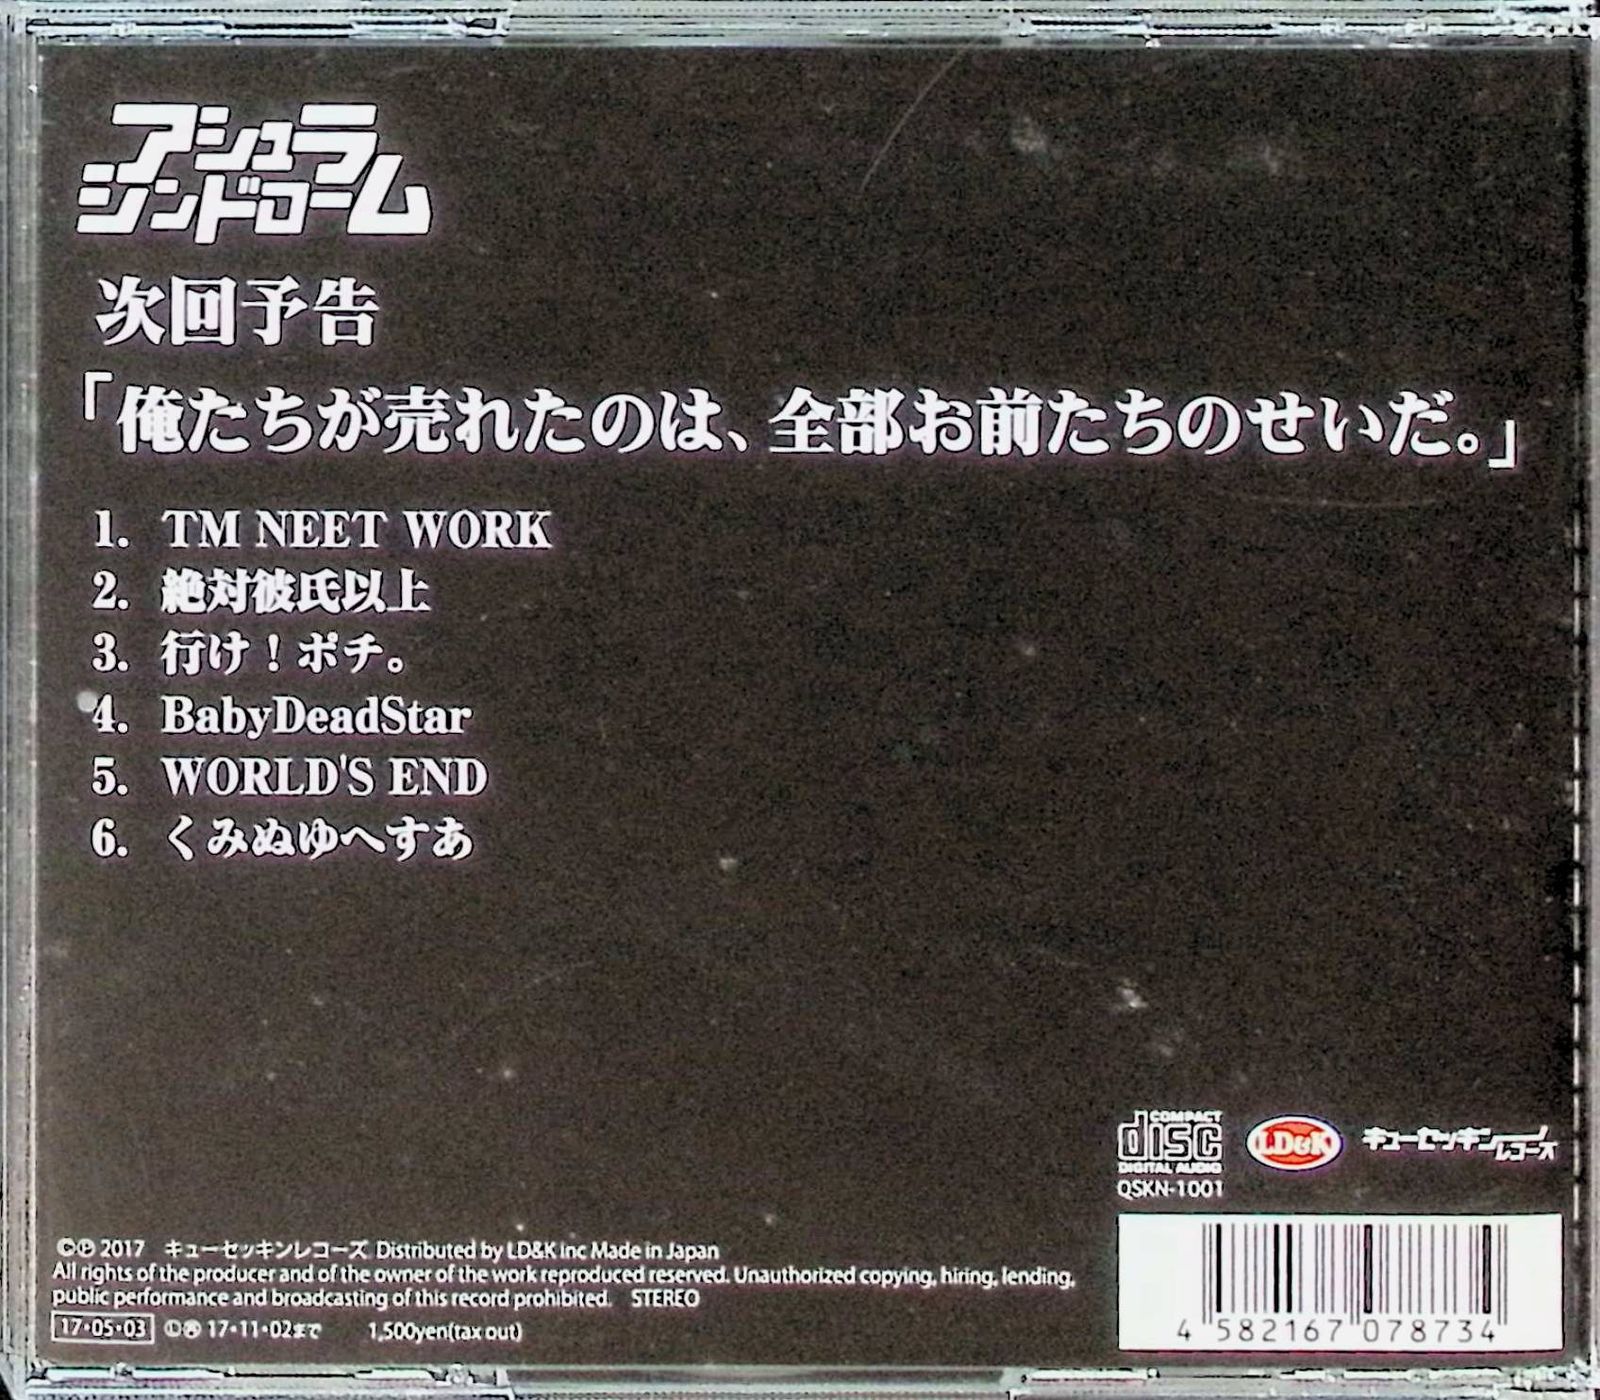 アシュラ
シンドローム
次回予告
「俺たちが売れたのは、全部お前たちのせいだ。」
1. TM NEET WORK
2. 絶対彼氏以上
3. 行け！ポチ。
4. BabyDeadStar
5. WORLD'S END
6. くみぬゆへすあ
COMPACT
disc
DIGITAL AUDIO
LD&K
キューセッキンレコーズ
QSKN-1001
©℗ 2017 キューセッキンレコーズ Distributed by LD&K Inc Made in Japan
All rights of the producer and of the owner of the work reproduced reserved. Unauthorized copying, hiring, lending,
public performance and broadcasting of this record prohibited. STEREO
17・05・03 17・11・02まで 1,500yen(tax out)
4 582167 078734